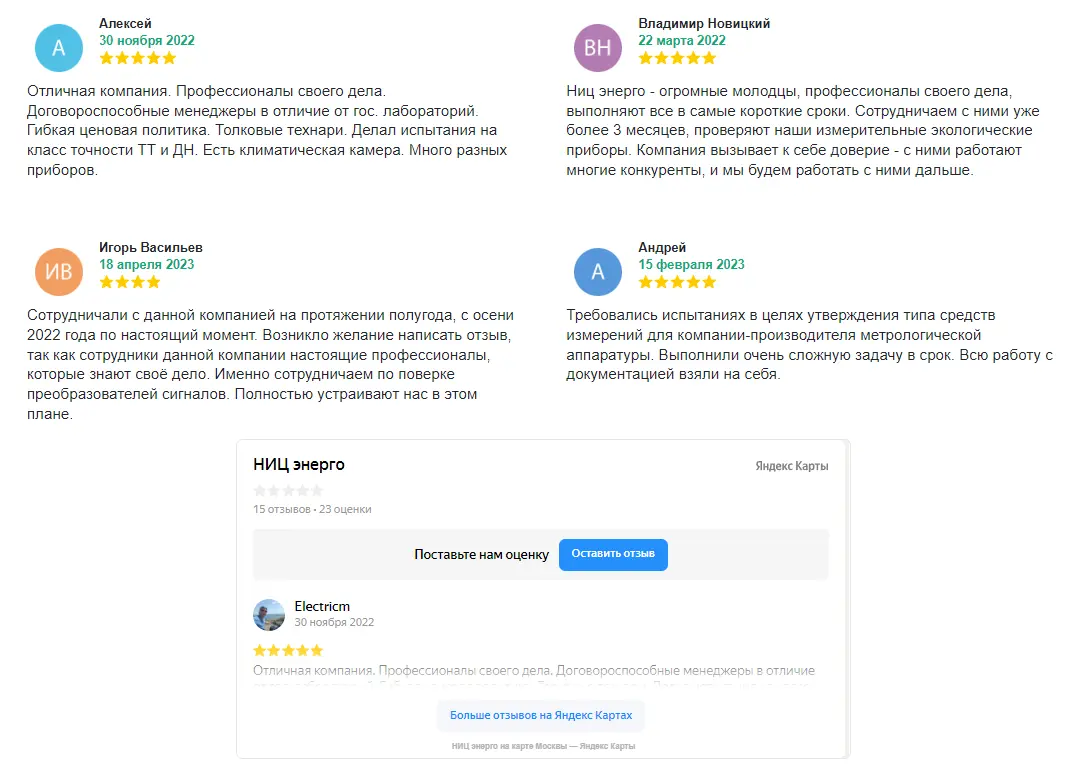 А
Алексей
30 ноября 2022
Отличная компания. Профессионалы своего дела.
Договороспособные менеджеры в отличие от гос. лабораторий.
Гибкая ценовая политика. Толковые технари. Делал испытания на
класс точности ТТ и ДН. Есть климатическая камера. Много разных
приборов.
ВН
Владимир Новицкий
22 марта 2022
Ниц энерго - огромные молодцы, профессионалы своего дела,
выполняют все в самые короткие сроки. Сотрудничаем с ними уже
более 3 месяцев, проверяют наши измерительные экологические
приборы. Компания вызывает к себе доверие - с ними работают
многие конкуренты, и мы будем работать с ними дальше.
ИВ
Игорь Васильев
18 апреля 2023
Сотрудничали с данной компанией на протяжении полугода, с осени
2022 года по настоящий момент. Возникло желание написать отзыв,
так как сотрудники данной компании настоящие профессионалы,
которые знают своё дело. Именно сотрудничаем по поверке
преобразователей сигналов. Полностью устраивают нас в этом
плане.
А
Андрей
15 февраля 2023
Требовались испытаниях в целях утверждения типа средств
измерений для компании-производителя метрологической
аппаратуры. Выполнили очень сложную задачу в срок. Всю работу с
документацией взяли на себя.
НИЦ энерго
Яндекс Карты
15 отзывов • 23 оценки
Поставьте нам оценку
Оставить отзыв
Electricm
30 ноября 2022
Отличная компания. Профессионалы своего дела. Договороспособные менеджеры в отличие
Больше отзывов на Яндекс Картах
НИЦ энерго на карте Москвы — Яндекс Карты